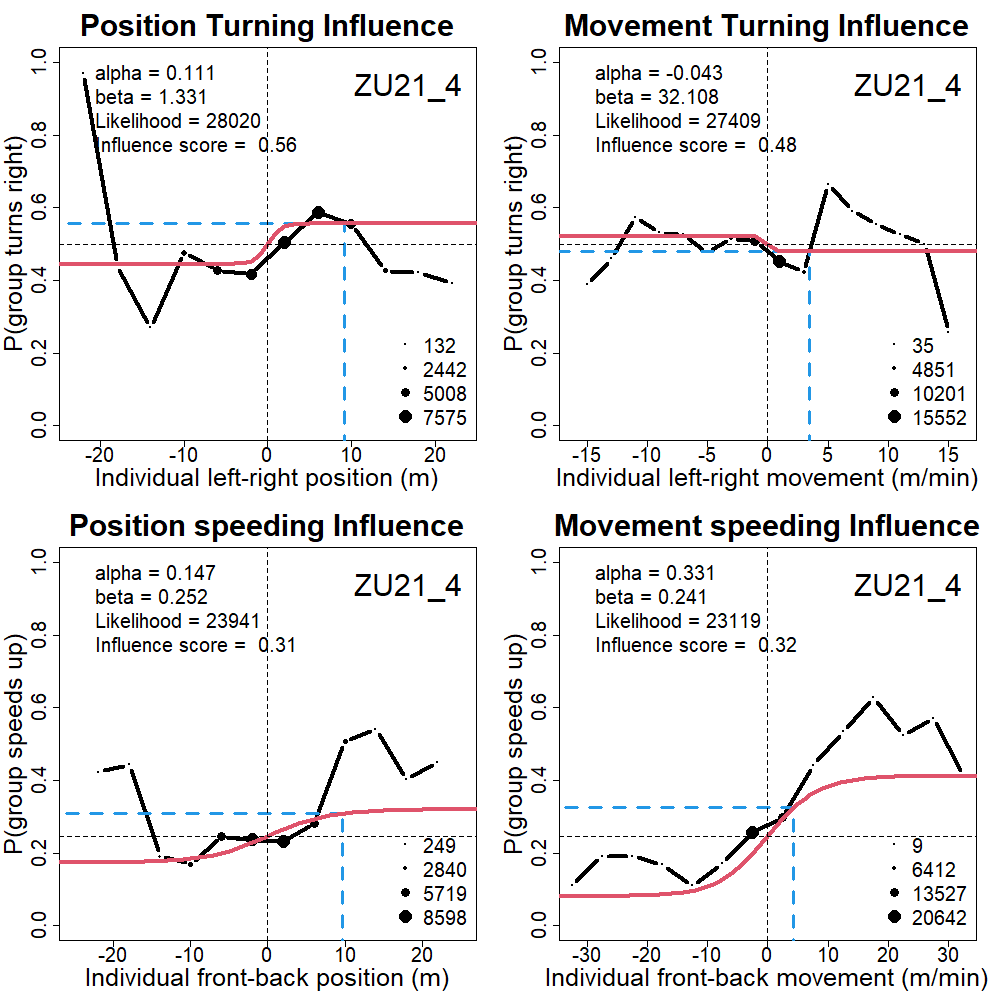 Position Turning Influence
alpha = 0.111
beta = 1.331
Likelihood = 28020
Influence score =  0.56
ZU21_4
P(group turns right)
0.0
0.2
0.4
0.6
0.8
1.0
132
2442
5008
7575
-20
-10
0
10
20
Individual left-right position (m)
Movement Turning Influence
alpha = -0.043
beta = 32.108
Likelihood = 27409
Influence score =  0.48
ZU21_4
P(group turns right)
0.0
0.2
0.4
0.6
0.8
1.0
35
4851
10201
15552
-15
-10
-5
0
5
10
15
Individual left-right movement (m/min)
Position speeding Influence
alpha = 0.147
beta = 0.252
Likelihood = 23941
Influence score =  0.31
ZU21_4
P(group speeds up)
0.0
0.2
0.4
0.6
0.8
1.0
249
2840
5719
8598
-20
-10
0
10
20
Individual front-back position (m)
Movement speeding Influence
alpha = 0.331
beta = 0.241
Likelihood = 23119
Influence score =  0.32
ZU21_4
P(group speeds up)
0.0
0.2
0.4
0.6
0.8
1.0
9
6412
13527
20642
-30
-20
-10
0
10
20
30
Individual front-back movement (m/min)